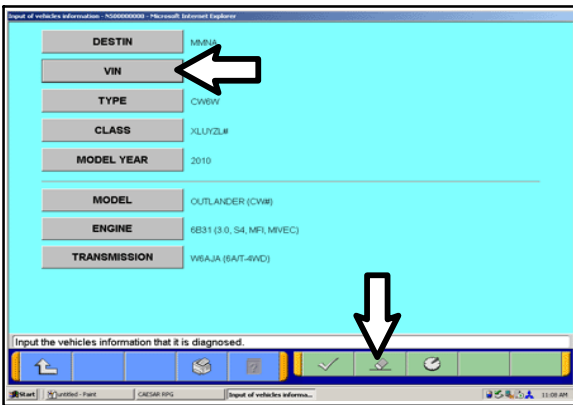 Input of vehicles information - NS00000000 - Microsoft Internet Explorer
DESTIN MMNA
VIN
TYPE CW6W
CLASS XLUYZL#
MODEL YEAR 2010
MODEL OUTLANDER (CW#)
ENGINE 6B31 (3.0, S4, MFI, MIVEC)
TRANSMISSION W6AJA (6A/T-4WD)
Input the vehicles information that it is diagnosed.
Start untitled - Paint CAESAR RPG Input of vehicles informa... 11:08 AM